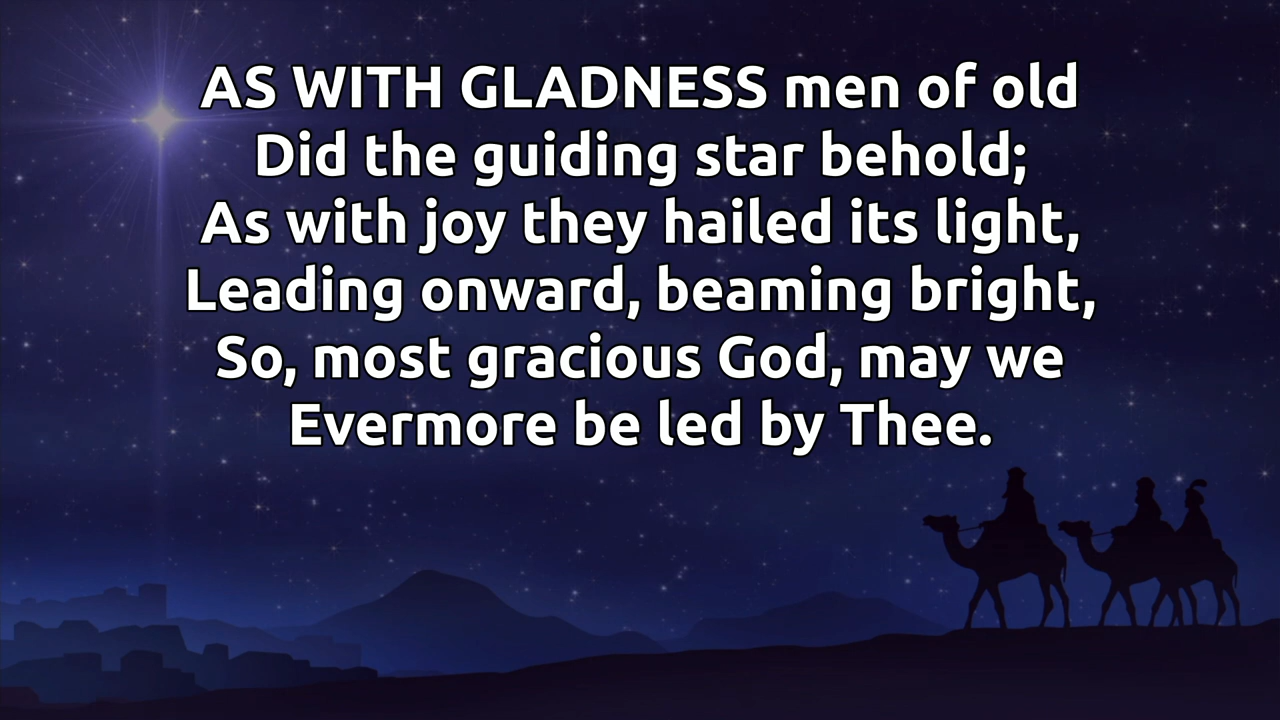 AS WITH GLADNESS men of old
Did the guiding star behold;
As with joy they hailed its light,
Leading onward, beaming bright,
So, most gracious God, may we
Evermore be led by Thee.